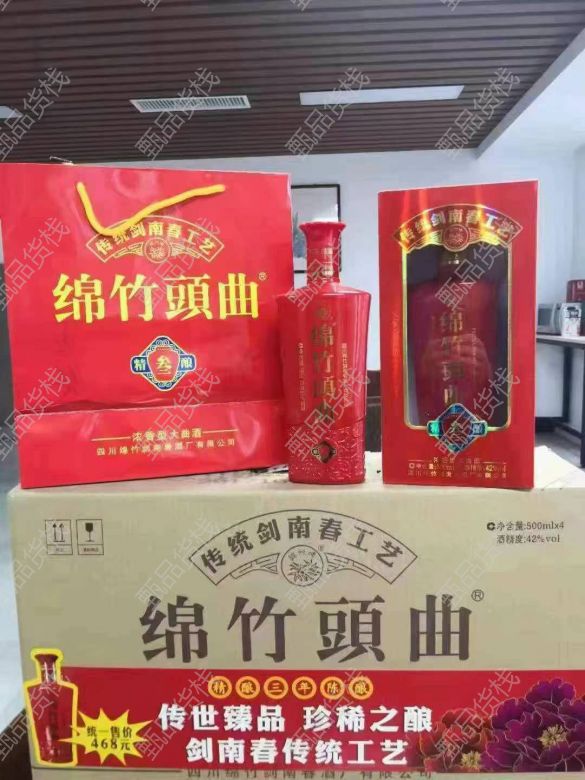 甄品货栈
传统剑南春工艺
绵竹頭曲®
精 叁 酿
浓香型大曲酒
四川绵竹剑南春酒厂有限公司
绵竹頭曲
传统剑南春工艺
绵竹頭曲
精 叁 酿
传统剑南春工艺
净含量:500ml×4
酒精度:42%vol
绵竹頭曲®
精酿三年陈酿
传世臻品 珍稀之酿
剑南春传统工艺
统一售价
468元